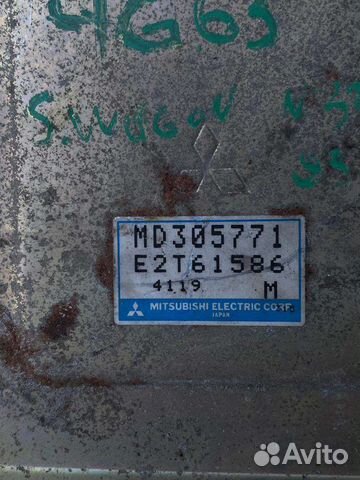 4G63
S.WAGON
MD305771
E2T61586
4119 M
MITSUBISHI ELECTRIC CORP.
JAPAN
Avito